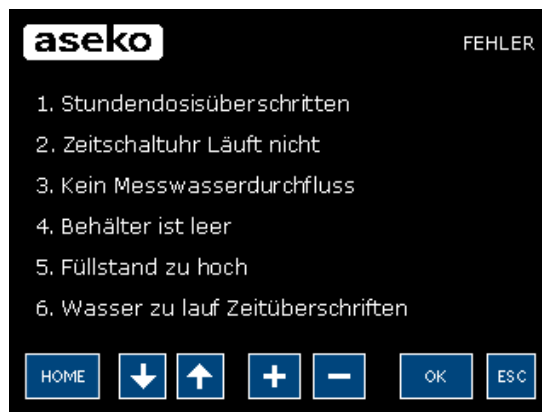 aseko
FEHLER
1. Stundendosisüberschritten
2. Zeitschaltuhr Läuft nicht
3. Kein Messwasserdurchfluss
4. Behälter ist leer
5. Füllstand zu hoch
6. Wasser zu lauf Zeitüberschriften
HOME ↓ ↑ + − OK ESC